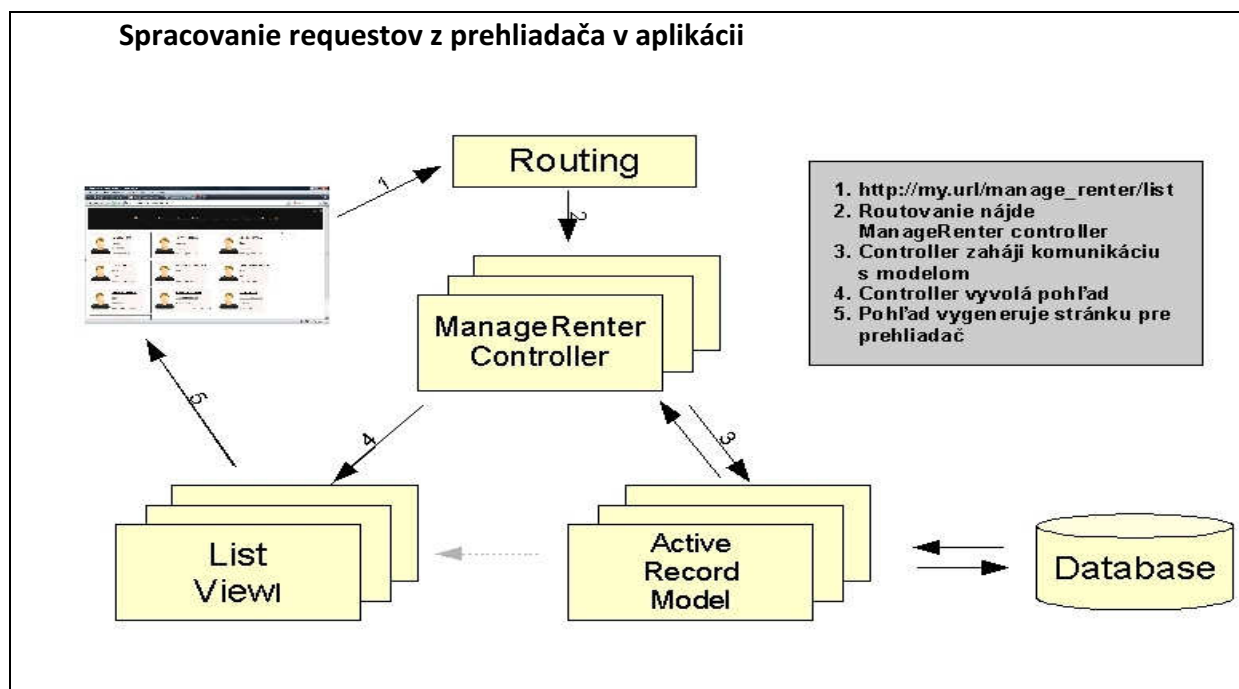 Spracovanie requestov z prehliadača v aplikácii
Routing
1
2
ManageRenter
Controller
1. http://my.url/manage_renter/list
2. Routovanie nájde
ManageRenter controller
3. Controller zaháji komunikáciu
s modelom
4. Controller vyvolá pohľad
5. Pohľad vygeneruje stránku pre
prehliadač
5
4
3
List
Viewl
Active
Record
Model
Database